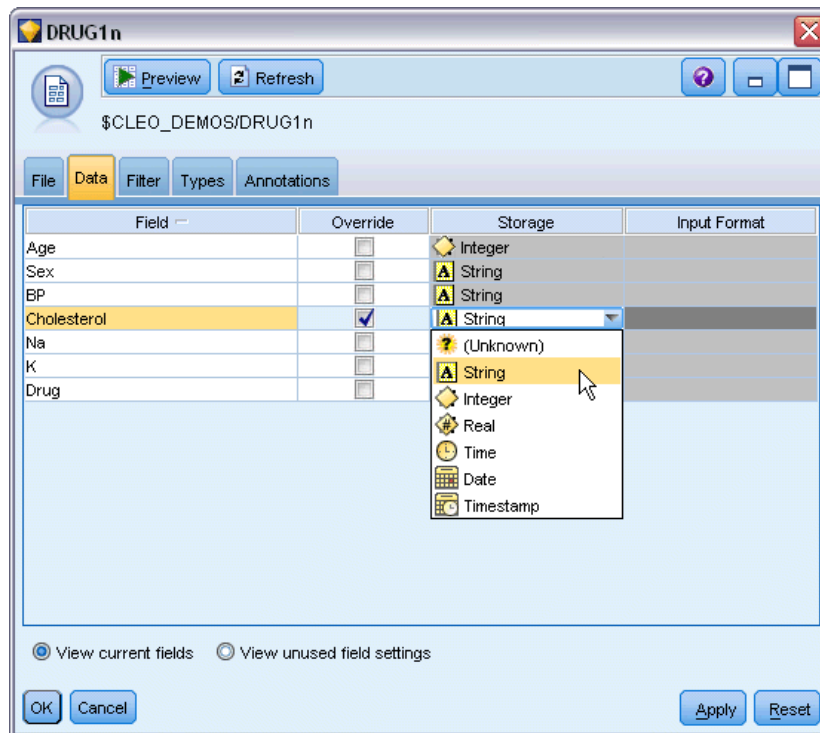 DRUG1n
Preview Refresh
$CLEO_DEMOS/DRUG1n
File Data Filter Types Annotations
Field Override Storage Input Format
Age Integer
Sex A String
BP A String
Cholesterol A String
Na ? (Unknown)
A String
K
Integer
Drug
# Real
Time
Date
Timestamp
View current fields View unused field settings
OK Cancel Apply Reset